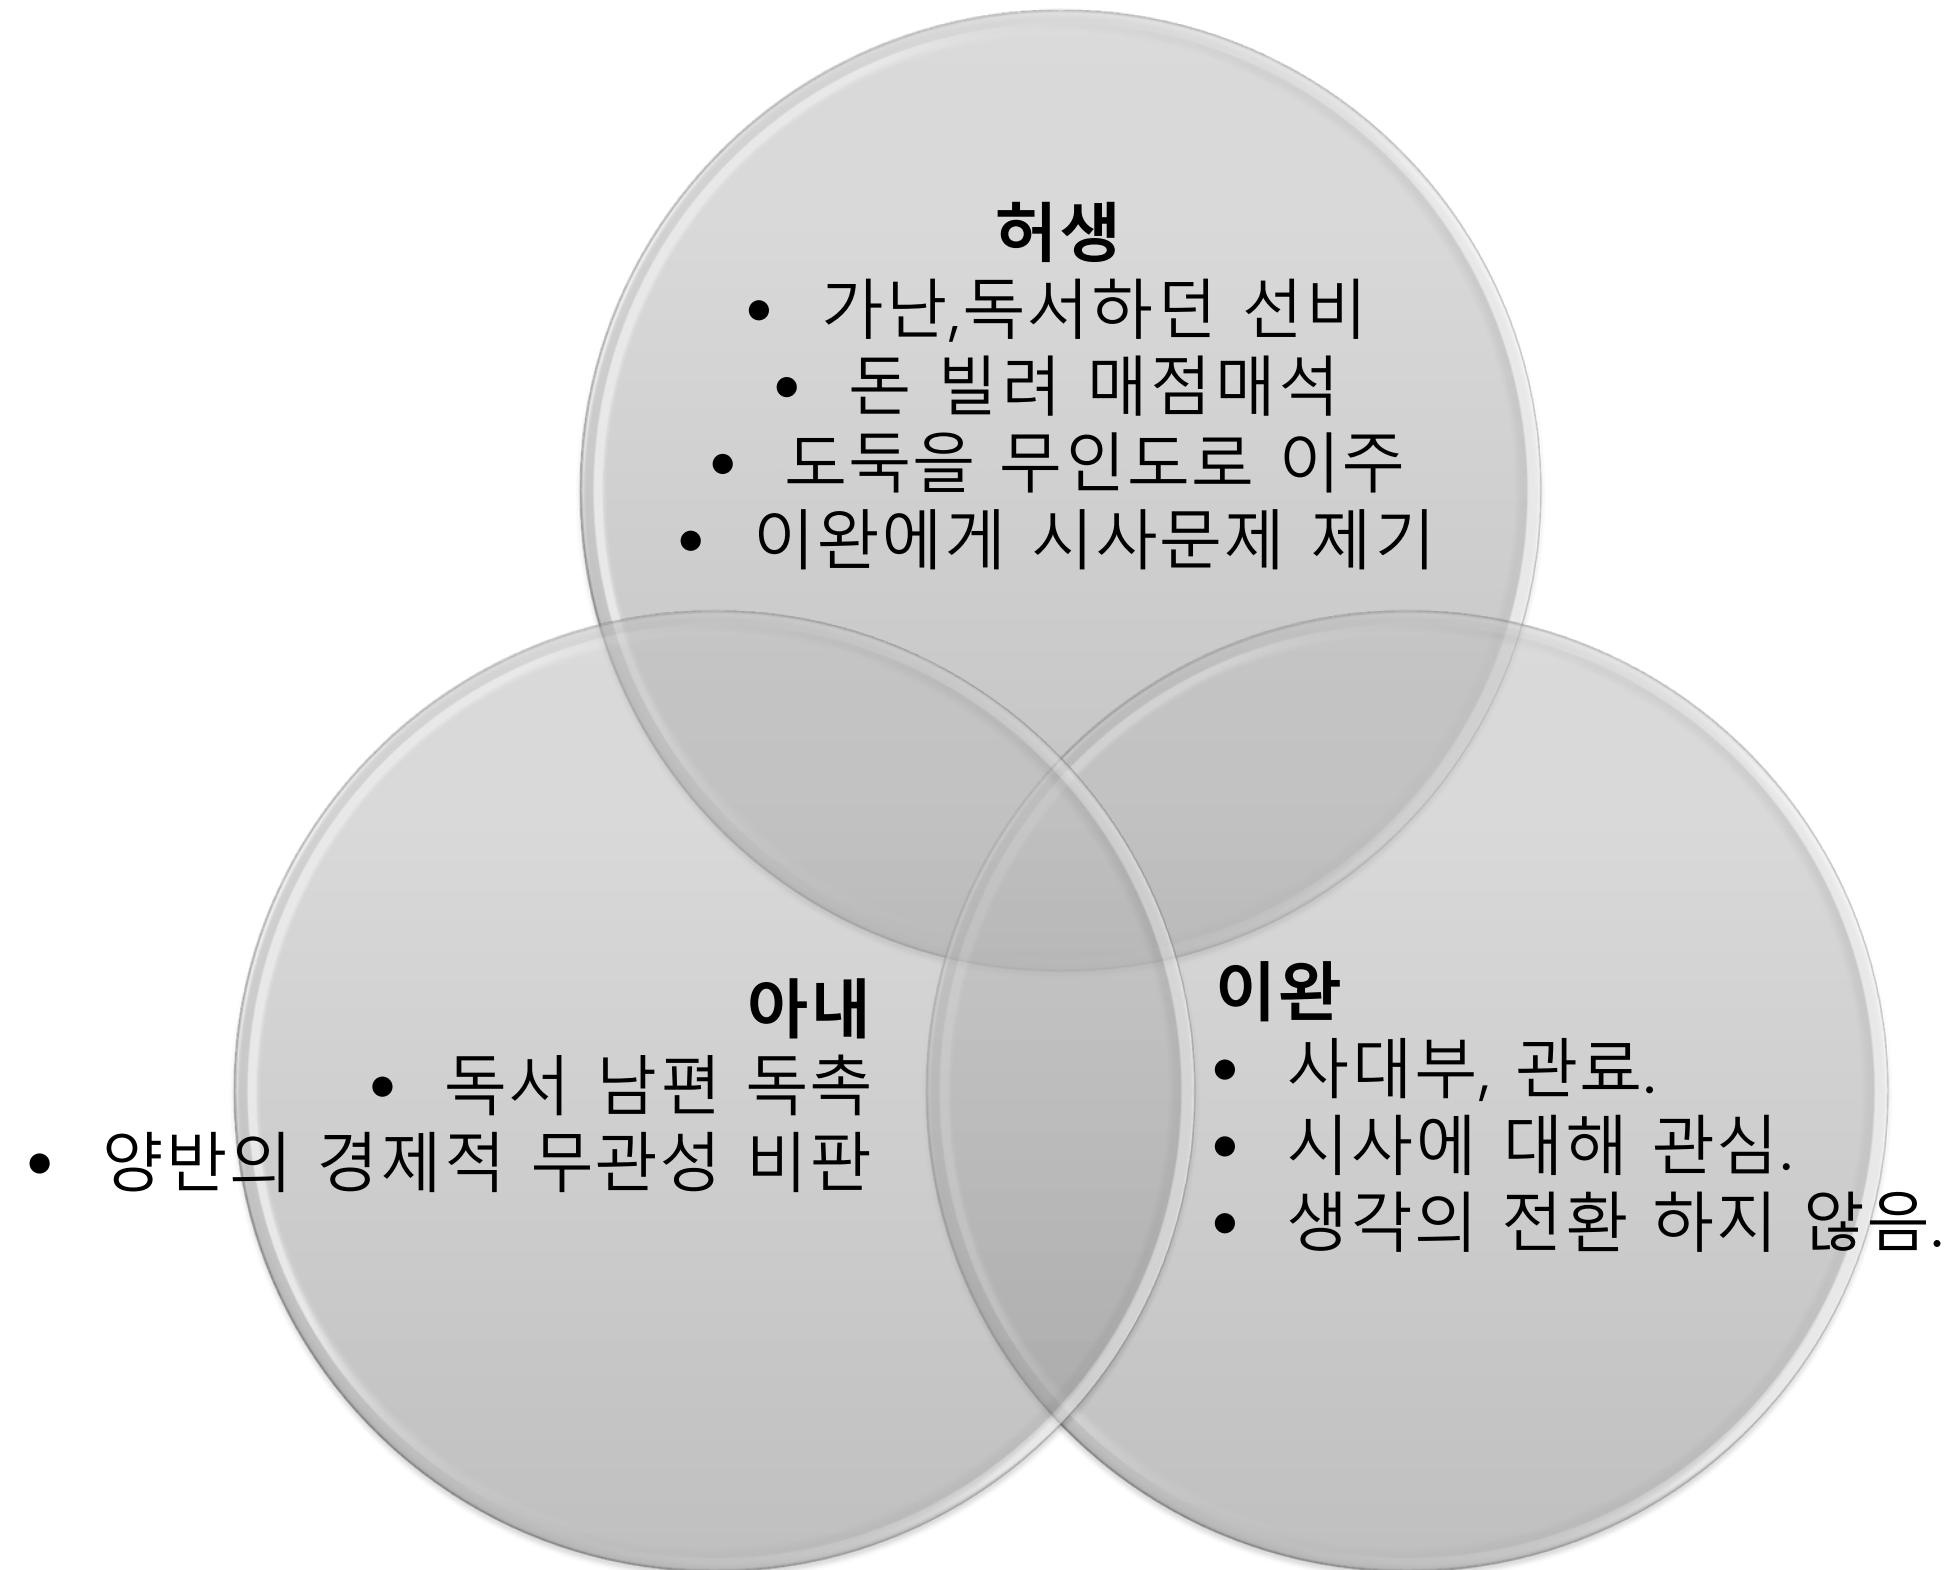 허생
• 가난,독서하던 선비
• 돈 빌려 매점매석
• 도둑을 무인도로 이주
• 이완에게 시사문제 제기
아내
• 독서 남편 독촉
• 양반의 경제적 무관성 비판
이완
• 사대부, 관료.
• 시사에 대해 관심.
• 생각의 전환 하지 않음.